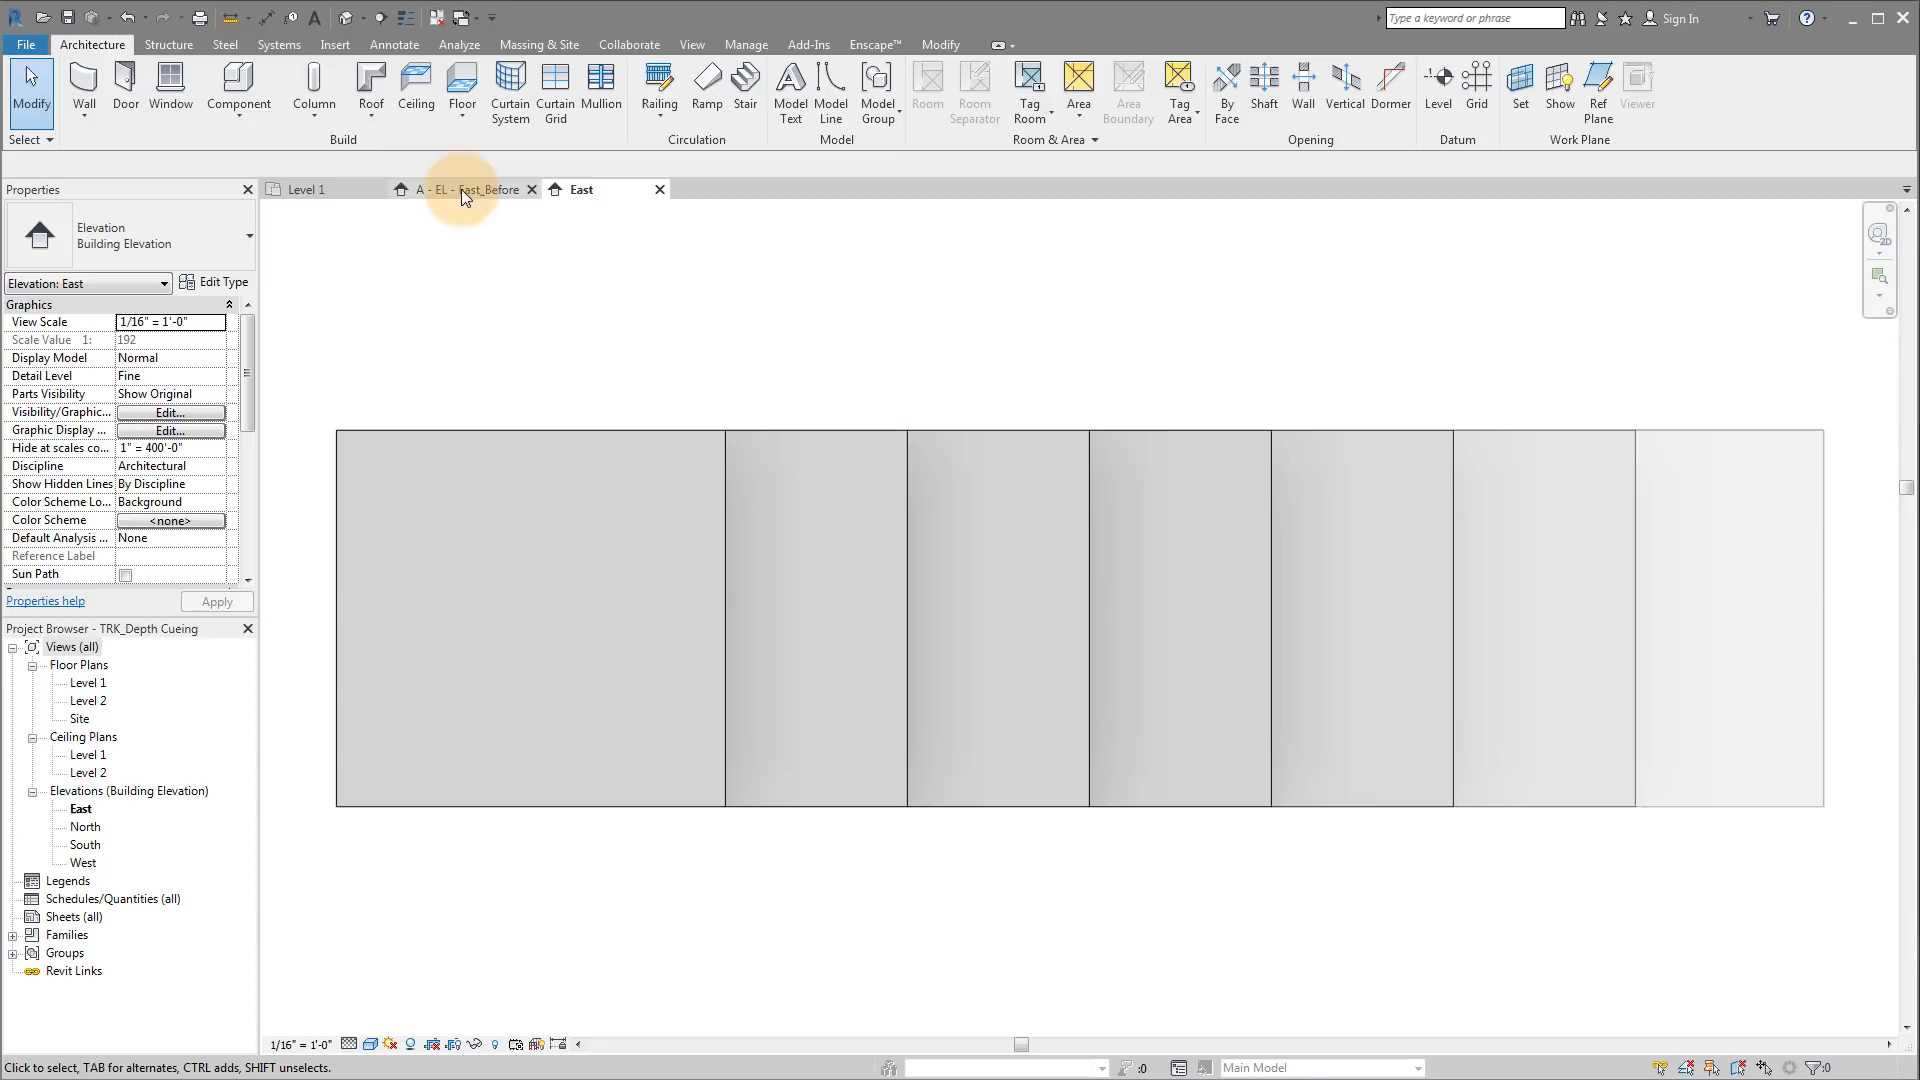 Type a keyword or phrase
Sign In
File
Architecture
Structure
Steel
Systems
Insert
Annotate
Analyze
Massing & Site
Collaborate
View
Manage
Add-Ins
Enscape™
Modify
Modify
Wall
Door
Window
Component
Column
Roof
Ceiling
Floor
Curtain System
Curtain Grid
Mullion
Railing
Ramp
Stair
Model Text
Model Line
Model Group
Room
Room Separator
Tag Room
Area
Area Boundary
Tag Area
By Face
Shaft
Wall
Vertical
Dormer
Level
Grid
Set
Show
Ref Plane
Viewer
Select
Build
Circulation
Model
Room & Area
Opening
Datum
Work Plane
Properties
Level 1
A - EL - East_Before
East
Elevation
Building Elevation
Elevation: East
Edit Type
Graphics
View Scale 1/16" = 1'-0"
Scale Value 1: 192
Display Model Normal
Detail Level Fine
Parts Visibility Show Original
Visibility/Graphic... Edit...
Graphic Display ... Edit...
Hide at scales co... 1" = 400'-0"
Discipline Architectural
Show Hidden Lines By Discipline
Color Scheme Lo... Background
Color Scheme <none>
Default Analysis ... None
Reference Label
Sun Path
Properties help
Apply
Project Browser - TRK_Depth Cueing
Views (all)
Floor Plans
Level 1
Level 2
Site
Ceiling Plans
Level 1
Level 2
Elevations (Building Elevation)
East
North
South
West
Legends
Schedules/Quantities (all)
Sheets (all)
Families
Groups
Revit Links
2D
1/16" = 1'-0"
Click to select, TAB for alternates, CTRL adds, SHIFT unselects.
:0
Main Model
:0